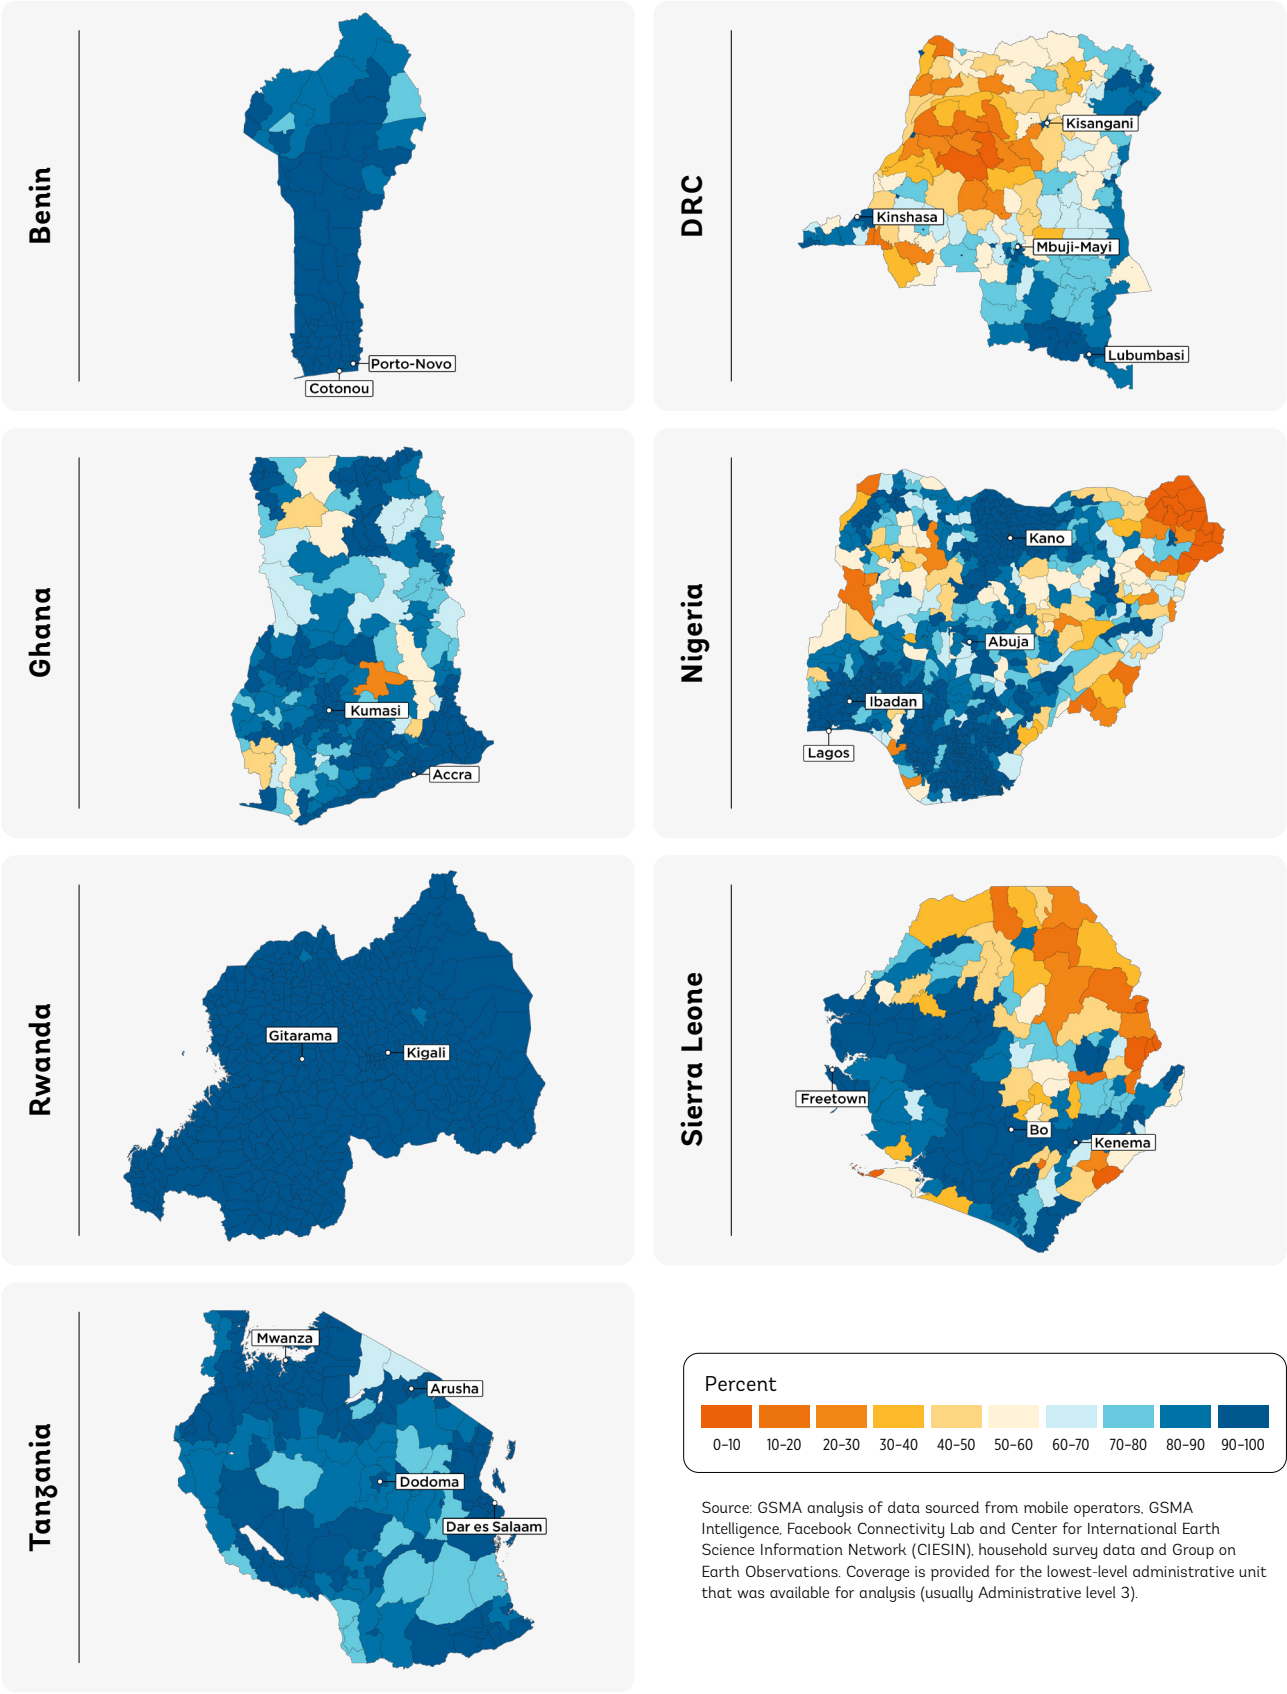 Benin
Porto-Novo
Cotonou
DRC
Kisangani
Kinshasa
Mbuji-Mayi
Lubumbasi
Ghana
Kumasi
Accra
Nigeria
Kano
Abuja
Ibadan
Lagos
Rwanda
Gitarama
Kigali
Sierra Leone
Freetown
Bo
Kenema
Tanzania
Mwanza
Arusha
Dodoma
Dar es Salaam
Percent
0–10 10–20 20–30 30–40 40–50 50–60 60–70 70–80 80–90 90–100
Source: GSMA analysis of data sourced from mobile operators, GSMA
Intelligence, Facebook Connectivity Lab and Center for International Earth
Science Information Network (CIESIN), household survey data and Group on
Earth Observations. Coverage is provided for the lowest-level administrative unit
that was available for analysis (usually Administrative level 3).